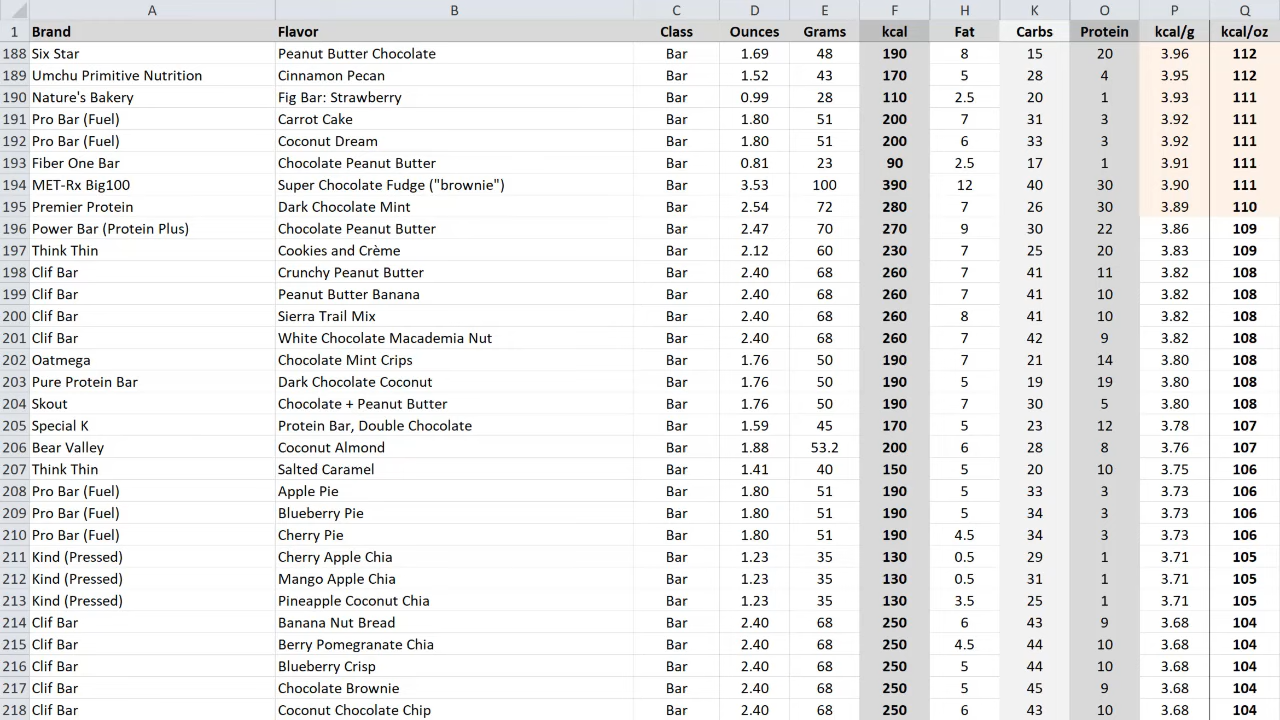 A B C D E F H K O P Q
1 Brand Flavor Class Ounces Grams kcal Fat Carbs Protein kcal/g kcal/oz
188 Six Star Peanut Butter Chocolate Bar 1.69 48 190 8 15 20 3.96 112
189 Umchu Primitive Nutrition Cinnamon Pecan Bar 1.52 43 170 5 28 4 3.95 112
190 Nature's Bakery Fig Bar: Strawberry Bar 0.99 28 110 2.5 20 1 3.93 111
191 Pro Bar (Fuel) Carrot Cake Bar 1.80 51 200 7 31 3 3.92 111
192 Pro Bar (Fuel) Coconut Dream Bar 1.80 51 200 6 33 3 3.92 111
193 Fiber One Bar Chocolate Peanut Butter Bar 0.81 23 90 2.5 17 1 3.91 111
194 MET-Rx Big100 Super Chocolate Fudge ("brownie") Bar 3.53 100 390 12 40 30 3.90 111
195 Premier Protein Dark Chocolate Mint Bar 2.54 72 280 7 26 30 3.89 110
196 Power Bar (Protein Plus) Chocolate Peanut Butter Bar 2.47 70 270 9 30 22 3.86 109
197 Think Thin Cookies and Crème Bar 2.12 60 230 7 25 20 3.83 109
198 Clif Bar Crunchy Peanut Butter Bar 2.40 68 260 7 41 11 3.82 108
199 Clif Bar Peanut Butter Banana Bar 2.40 68 260 7 41 10 3.82 108
200 Clif Bar Sierra Trail Mix Bar 2.40 68 260 8 41 10 3.82 108
201 Clif Bar White Chocolate Macademia Nut Bar 2.40 68 260 7 42 9 3.82 108
202 Oatmega Chocolate Mint Crips Bar 1.76 50 190 7 21 14 3.80 108
203 Pure Protein Bar Dark Chocolate Coconut Bar 1.76 50 190 5 19 19 3.80 108
204 Skout Chocolate + Peanut Butter Bar 1.76 50 190 7 30 5 3.80 108
205 Special K Protein Bar, Double Chocolate Bar 1.59 45 170 5 23 12 3.78 107
206 Bear Valley Coconut Almond Bar 1.88 53.2 200 6 28 8 3.76 107
207 Think Thin Salted Caramel Bar 1.41 40 150 5 20 10 3.75 106
208 Pro Bar (Fuel) Apple Pie Bar 1.80 51 190 5 33 3 3.73 106
209 Pro Bar (Fuel) Blueberry Pie Bar 1.80 51 190 5 34 3 3.73 106
210 Pro Bar (Fuel) Cherry Pie Bar 1.80 51 190 4.5 34 3 3.73 106
211 Kind (Pressed) Cherry Apple Chia Bar 1.23 35 130 0.5 29 1 3.71 105
212 Kind (Pressed) Mango Apple Chia Bar 1.23 35 130 0.5 31 1 3.71 105
213 Kind (Pressed) Pineapple Coconut Chia Bar 1.23 35 130 3.5 25 1 3.71 105
214 Clif Bar Banana Nut Bread Bar 2.40 68 250 6 43 9 3.68 104
215 Clif Bar Berry Pomegranate Chia Bar 2.40 68 250 4.5 44 10 3.68 104
216 Clif Bar Blueberry Crisp Bar 2.40 68 250 5 44 10 3.68 104
217 Clif Bar Chocolate Brownie Bar 2.40 68 250 5 45 9 3.68 104
218 Clif Bar Coconut Chocolate Chip Bar 2.40 68 250 6 43 10 3.68 104